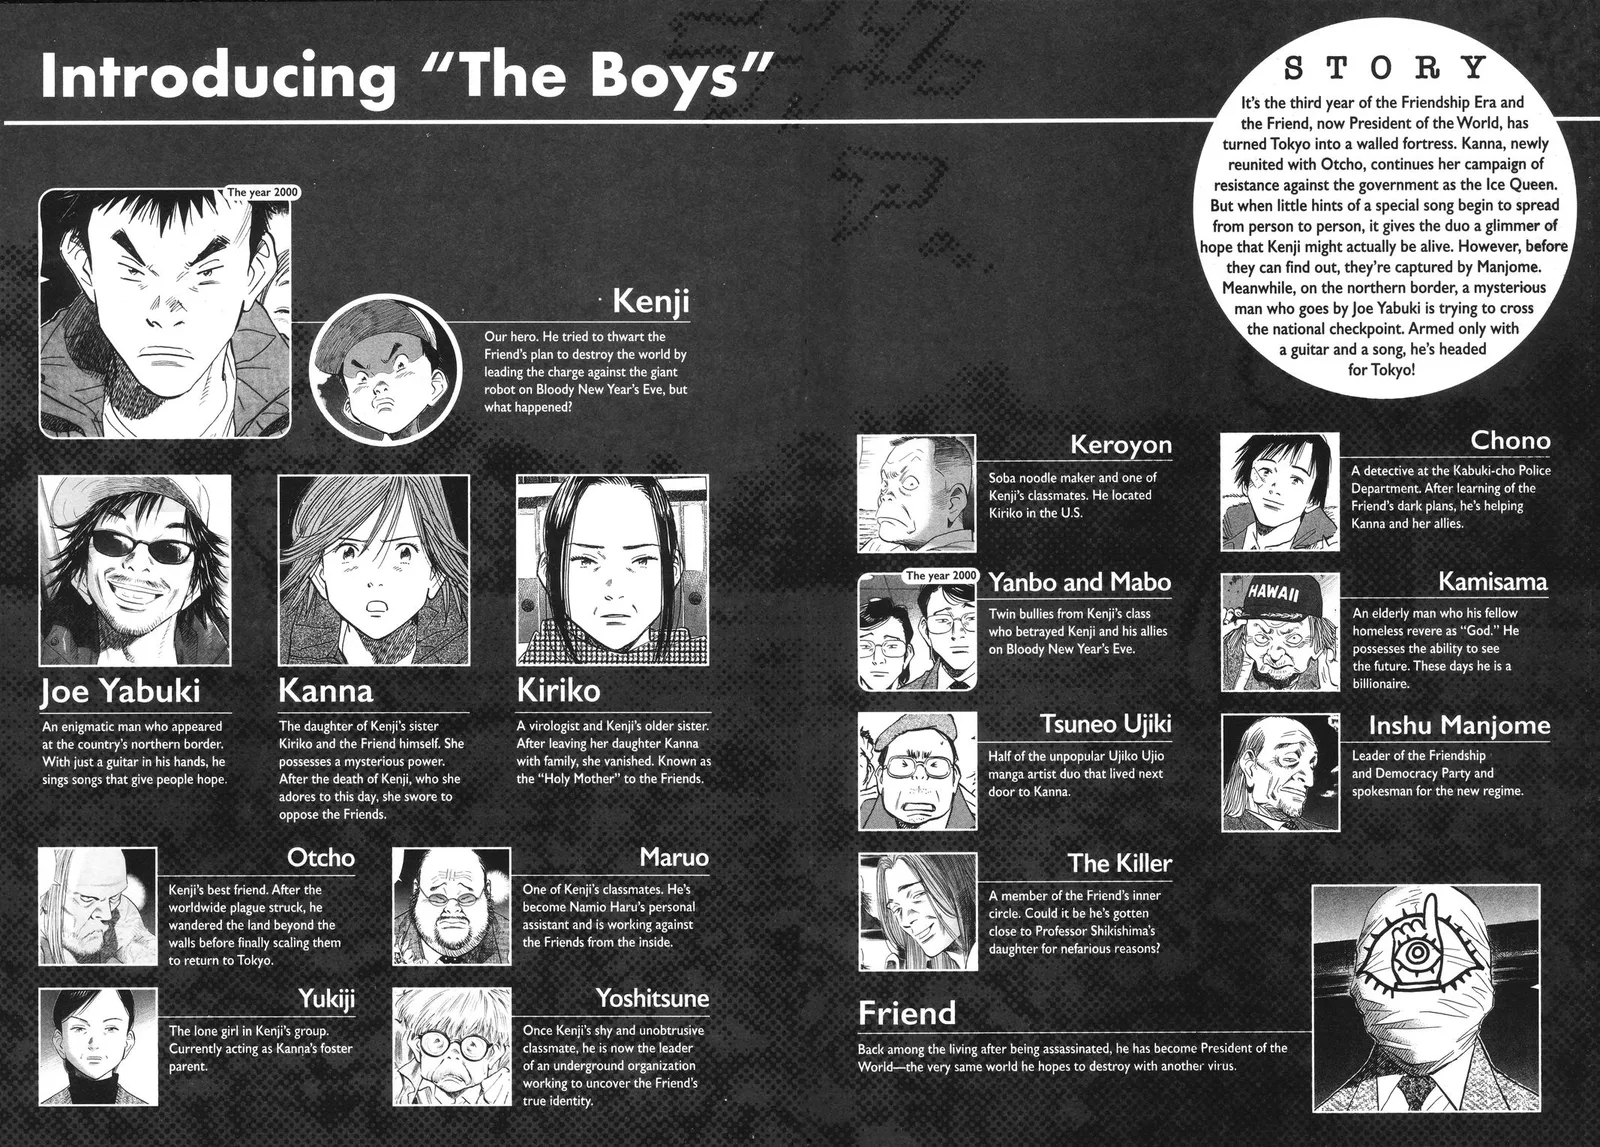 Introducing “The Boys”
STORY
It’s the third year of the Friendship Era and
the Friend, now President of the World, has
turned Tokyo into a walled fortress. Kanna, newly
reunited with Otcho, continues her campaign of
resistance against the government as the Ice Queen.
But when little hints of a special song begin to spread
from person to person, it gives the duo a glimmer of
hope that Kenji might actually be alive. However, before
they can find out, they’re captured by Manjome.
Meanwhile, on the northern border, a mysterious
man who goes by Joe Yabuki is trying to cross
the national checkpoint. Armed only with
a guitar and a song, he’s headed
for Tokyo!
The year 2000
Kenji
Our hero. He tried to thwart the
Friend’s plan to destroy the world by
leading the charge against the giant
robot on Bloody New Year’s Eve, but
what happened?
Joe Yabuki
An enigmatic man who appeared
at the country’s northern border.
With just a guitar in his hands, he
sings songs that give people hope.
Kanna
The daughter of Kenji’s sister
Kiriko and the Friend himself. She
possesses a mysterious power.
After the death of Kenji, who she
adores to this day, she swore to
oppose the Friends.
Kiriko
A virologist and Kenji’s older sister.
After leaving her daughter Kanna
with family, she vanished. Known as
the “Holy Mother” to the Friends.
Otcho
Kenji’s best friend. After the
worldwide plague struck, he
wandered the land beyond the
walls before finally scaling them
to return to Tokyo.
Maruo
One of Kenji’s classmates. He’s
become Namio Haru’s personal
assistant and is working against
the Friends from the inside.
Yukiji
The lone girl in Kenji’s group.
Currently acting as Kanna’s foster
parent.
Yoshitsune
Once Kenji’s shy and unobtrusive
classmate, he is now the leader
of an underground organization
working to uncover the Friend’s
true identity.
Keroyon
Soba noodle maker and one of
Kenji’s classmates. He located
Kiriko in the U.S.
Chono
A detective at the Kabuki-cho Police
Department. After learning of the
Friend’s dark plans, he’s helping
Kanna and her allies.
The year 2000
Yanbo and Mabo
Twin bullies from Kenji’s class
who betrayed Kenji and his allies
on Bloody New Year’s Eve.
HAWAII
Kamisama
An elderly man who his fellow
homeless revere as “God.” He
possesses the ability to see
the future. These days he is a
billionaire.
Tsuneo Ujiki
Half of the unpopular Ujiko Ujio
manga artist duo that lived next
door to Kanna.
Inshu Manjome
Leader of the Friendship
and Democracy Party and
spokesman for the new regime.
The Killer
A member of the Friend’s inner
circle. Could it be he’s gotten
close to Professor Shikishima’s
daughter for nefarious reasons?
Friend
Back among the living after being assassinated, he has become President of the
World—the very same world he hopes to destroy with another virus.